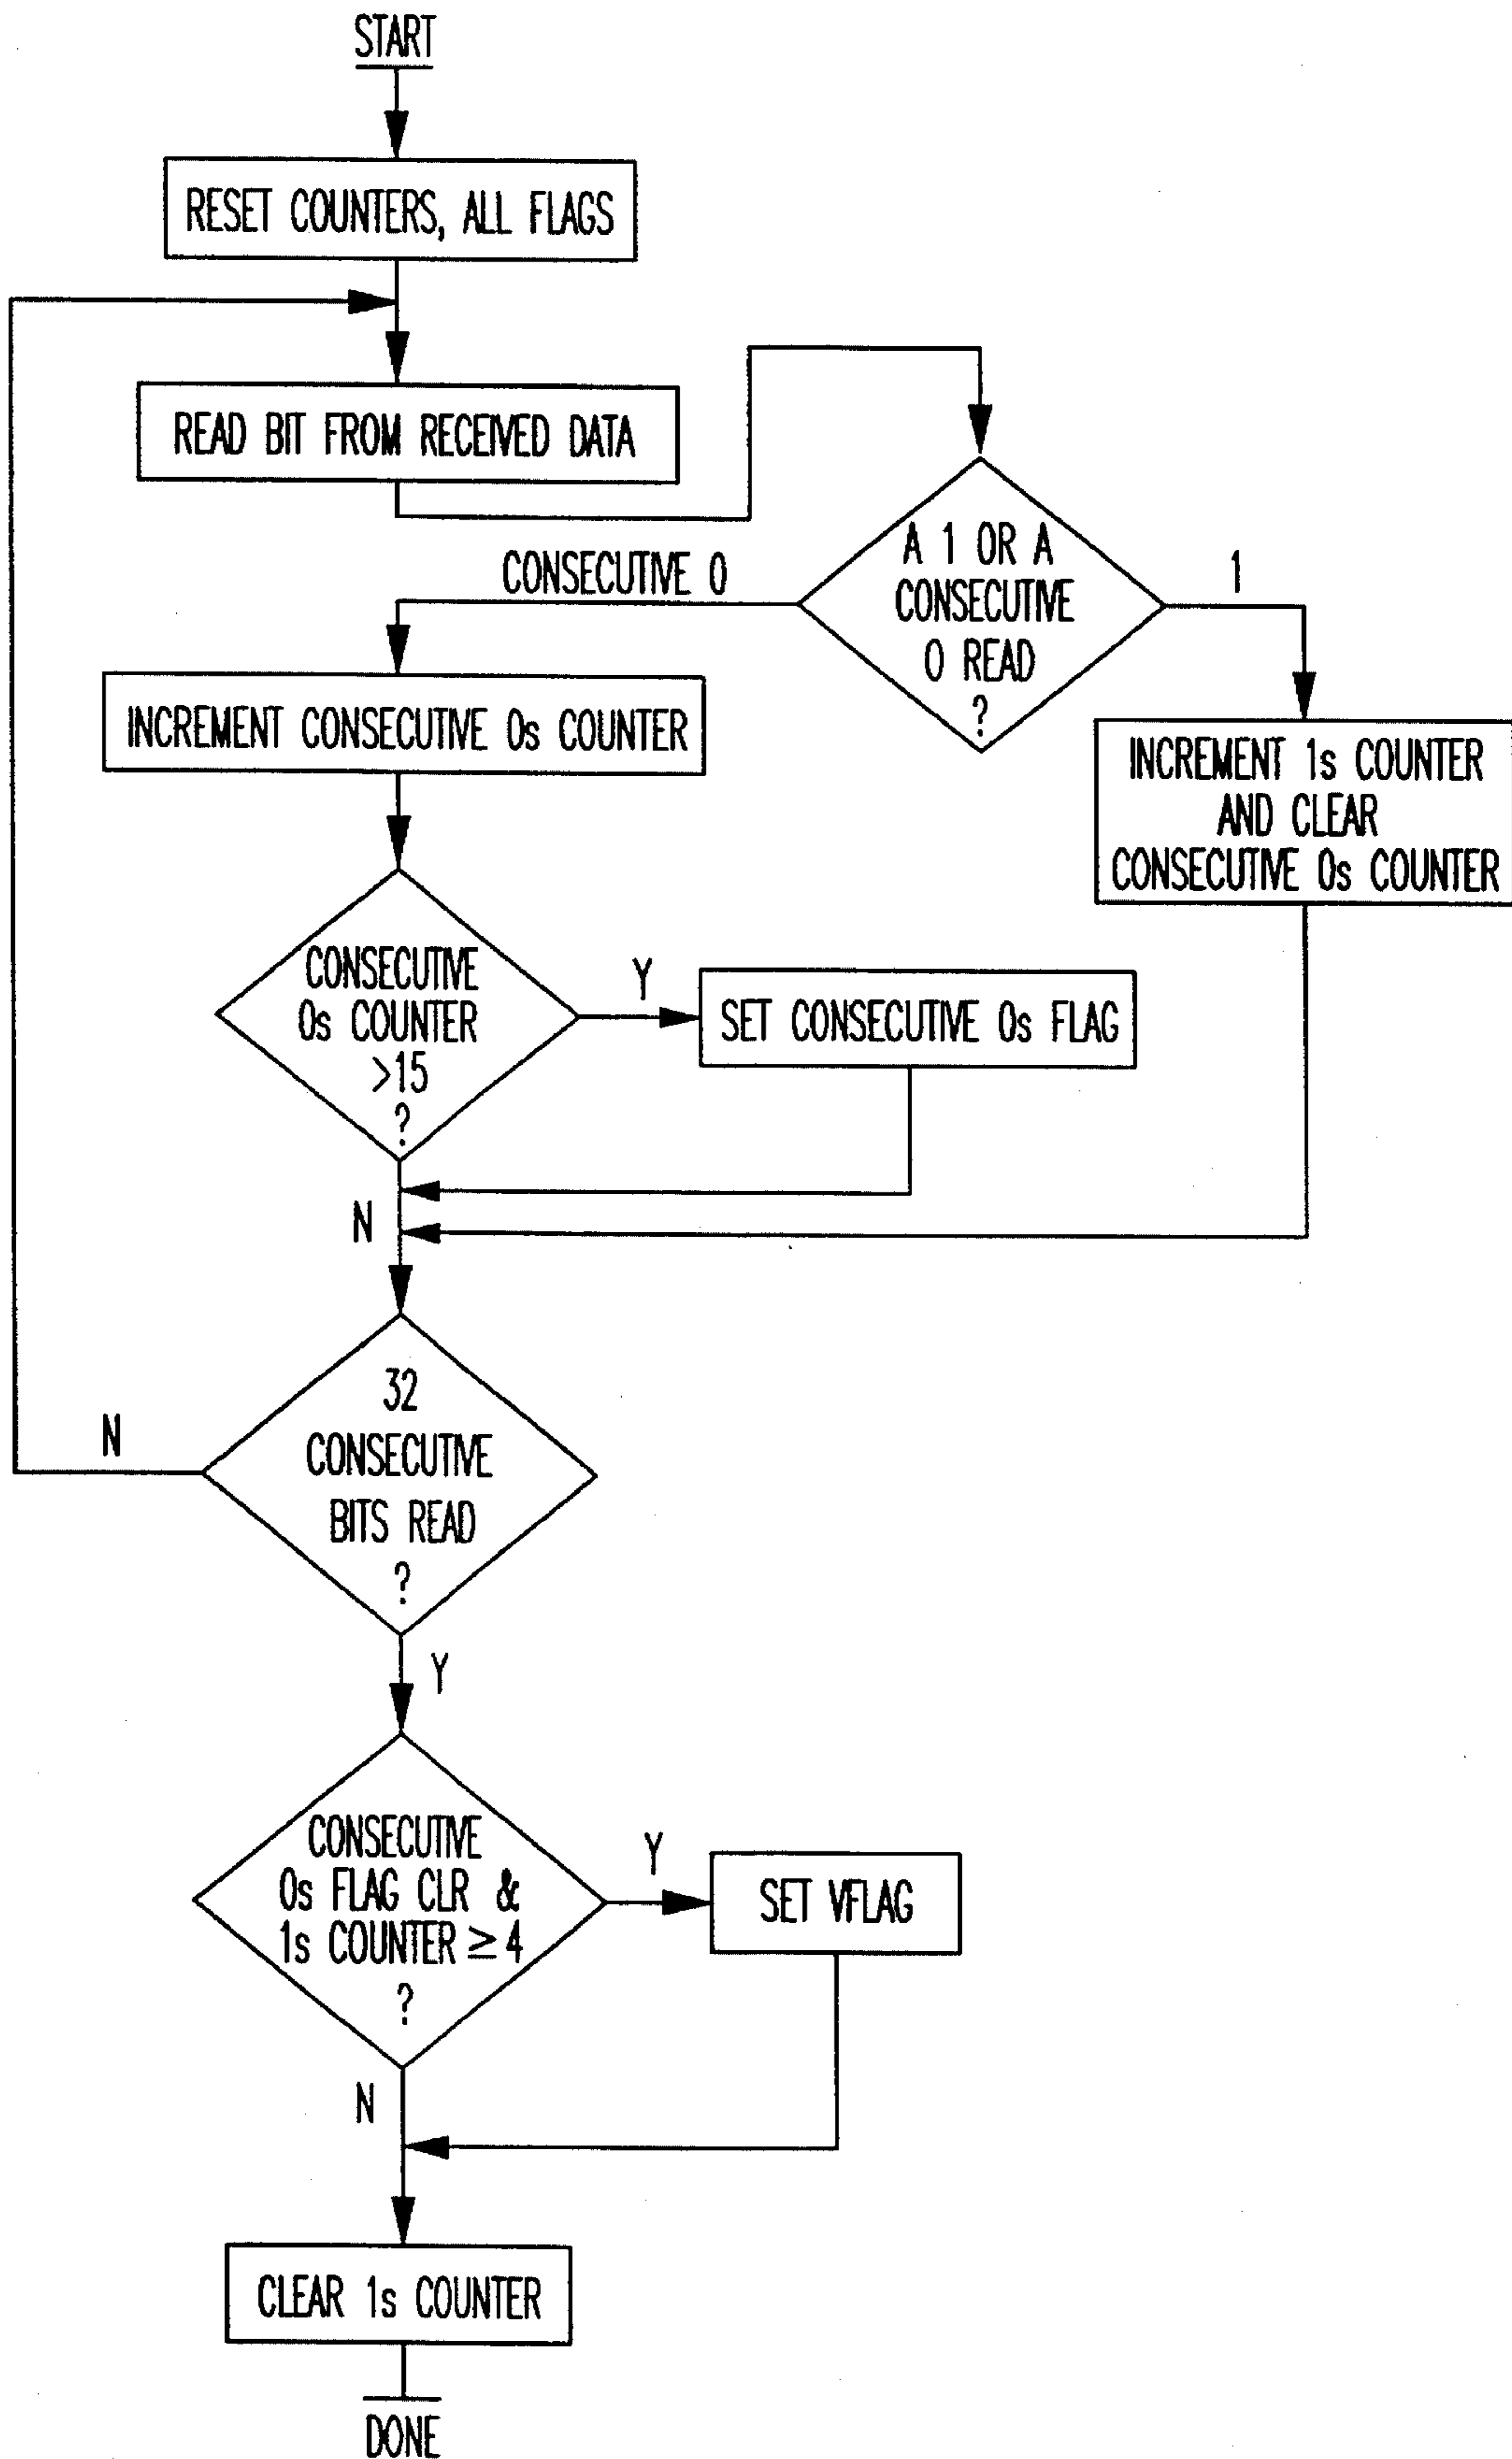 START
RESET COUNTERS, ALL FLAGS
READ BIT FROM RECEIVED DATA
A 1 OR A
CONSECUTIVE
0 READ
?
CONSECUTIVE 0
1
INCREMENT CONSECUTIVE 0s COUNTER
INCREMENT 1s COUNTER
AND CLEAR
CONSECUTIVE 0s COUNTER
CONSECUTIVE
0s COUNTER
>15
?
Y
SET CONSECUTIVE 0s FLAG
N
32
CONSECUTIVE
BITS READ
?
N
Y
CONSECUTIVE
0s FLAG CLR &
1s COUNTER ≥ 4
?
Y
SET VFLAG
N
CLEAR 1s COUNTER
DONE